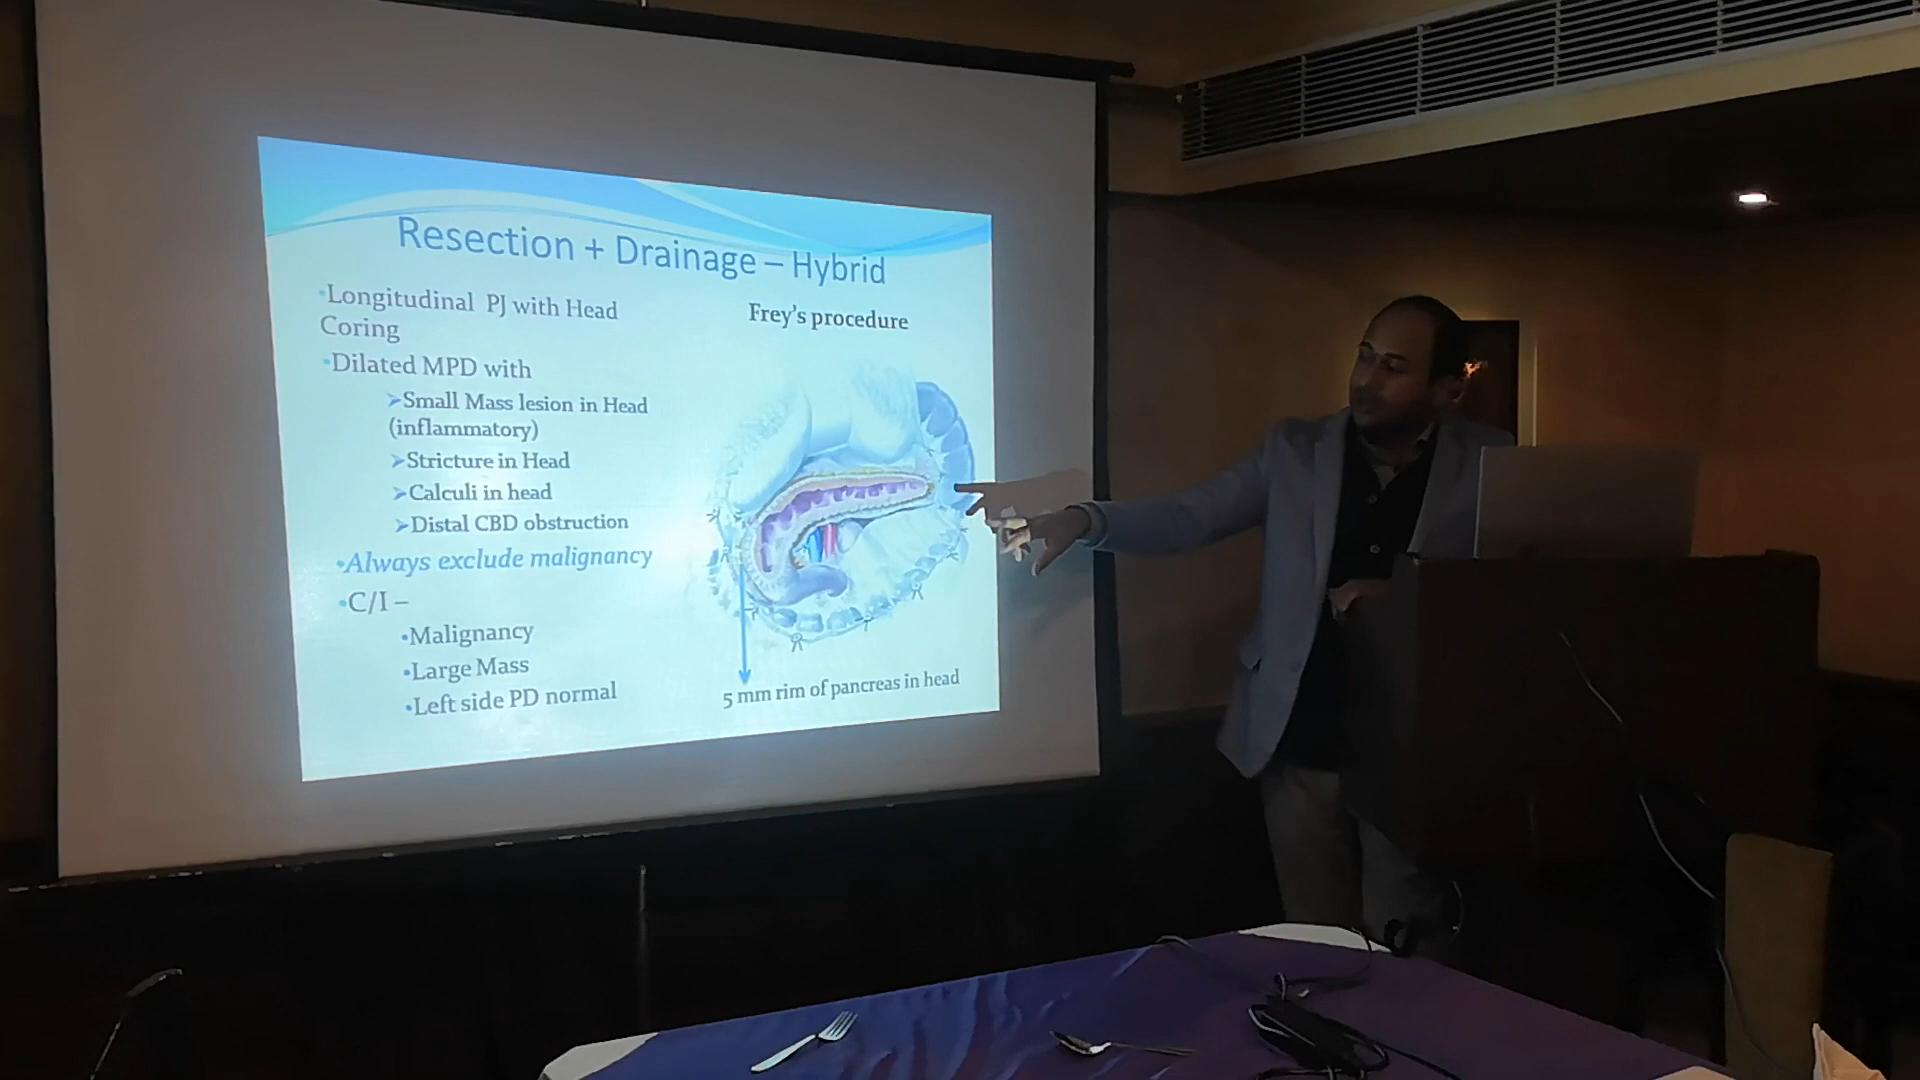 Resection + Drainage – Hybrid
•Longitudinal PJ with Head
Coring
•Dilated MPD with
➢Small Mass lesion in Head
(inflammatory)
➢Stricture in Head
➢Calculi in head
➢Distal CBD obstruction
•Always exclude malignancy
•C/I –
•Malignancy
•Large Mass
•Left side PD normal
Frey's procedure
5 mm rim of pancreas in head